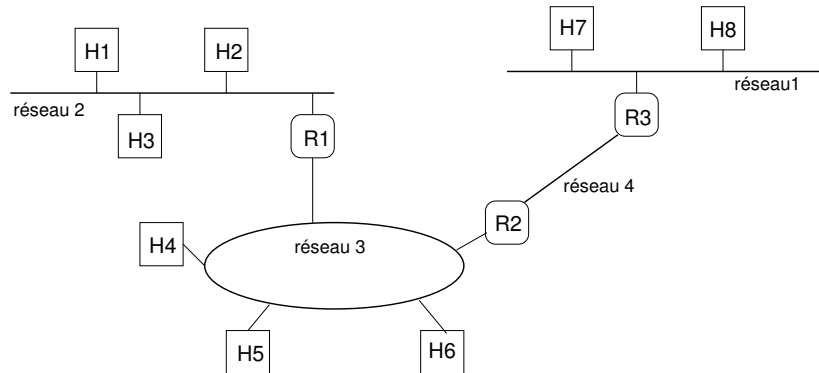 H7
H8
H1
H2
réseau1
réseau 2
R3
H3
R1
réseau 4
R2
H4
réseau 3
H5
H6